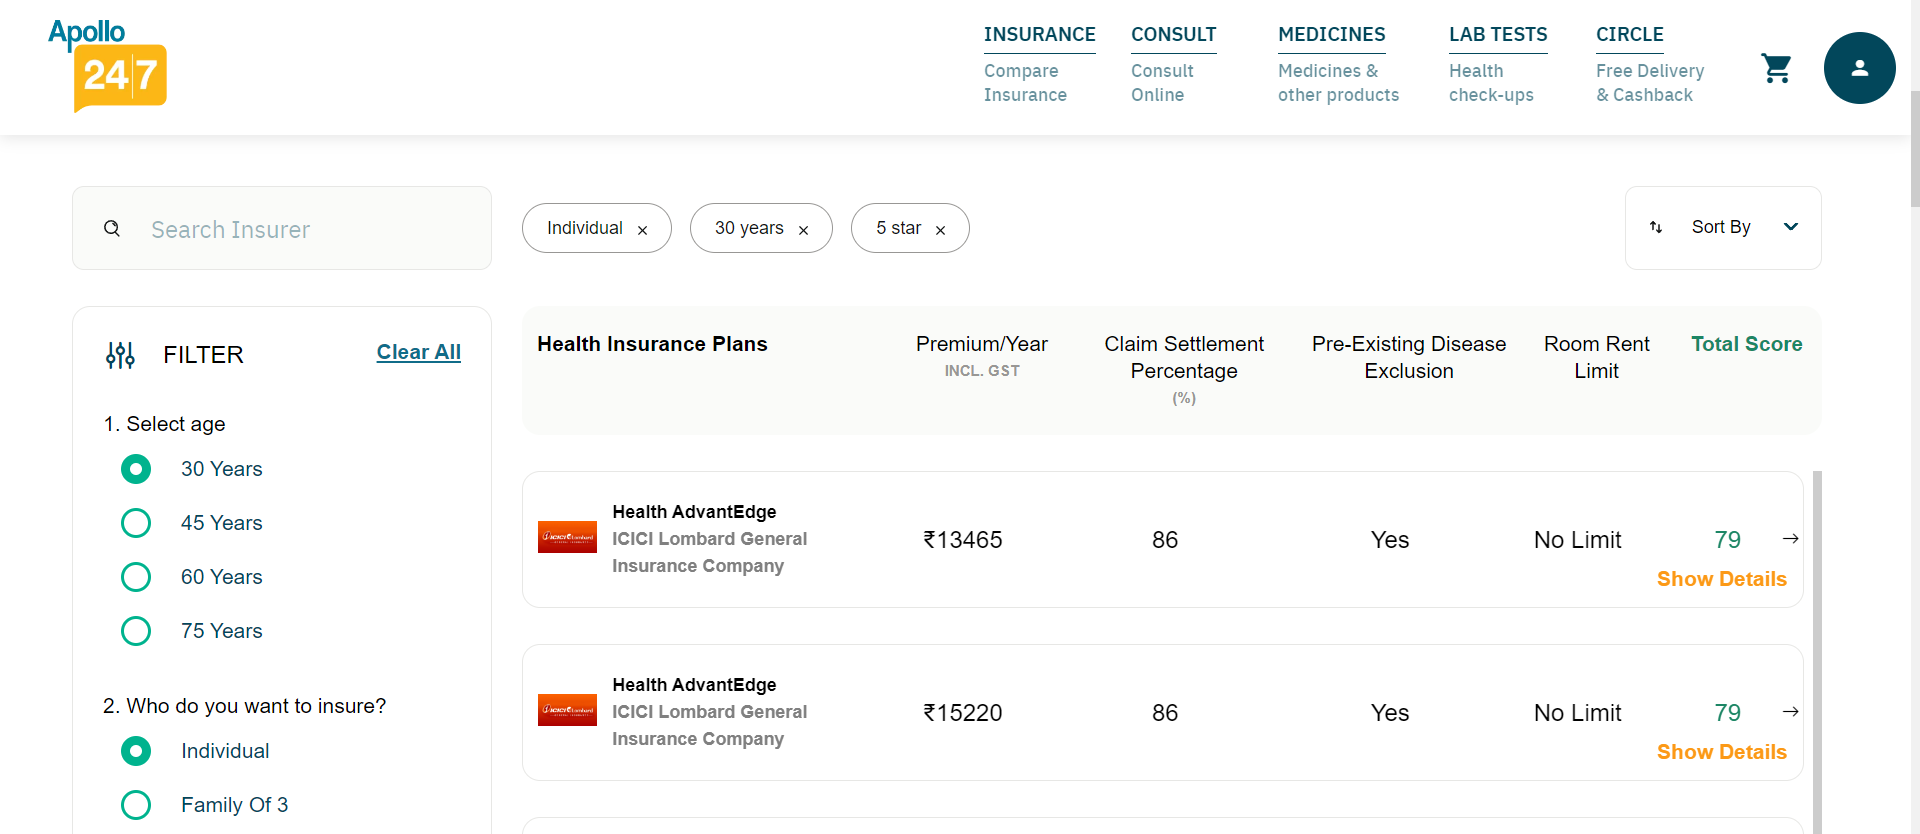 Apollo
24|7
INSURANCE
Compare
Insurance
CONSULT
Consult
Online
MEDICINES
Medicines &
other products
LAB TESTS
Health
check-ups
CIRCLE
Free Delivery
& Cashback
Search Insurer
Individual ×
30 years ×
5 star ×
Sort By
FILTER
Clear All
1. Select age
30 Years
45 Years
60 Years
75 Years
2. Who do you want to insure?
Individual
Family Of 3
Health Insurance Plans
Premium/Year
INCL. GST
Claim Settlement
Percentage
(%)
Pre-Existing Disease
Exclusion
Room Rent
Limit
Total Score
Health AdvantEdge
ICICI Lombard General
Insurance Company
ICICI Lombard
₹13465
86
Yes
No Limit
79
Show Details
Health AdvantEdge
ICICI Lombard General
Insurance Company
ICICI Lombard
₹15220
86
Yes
No Limit
79
Show Details